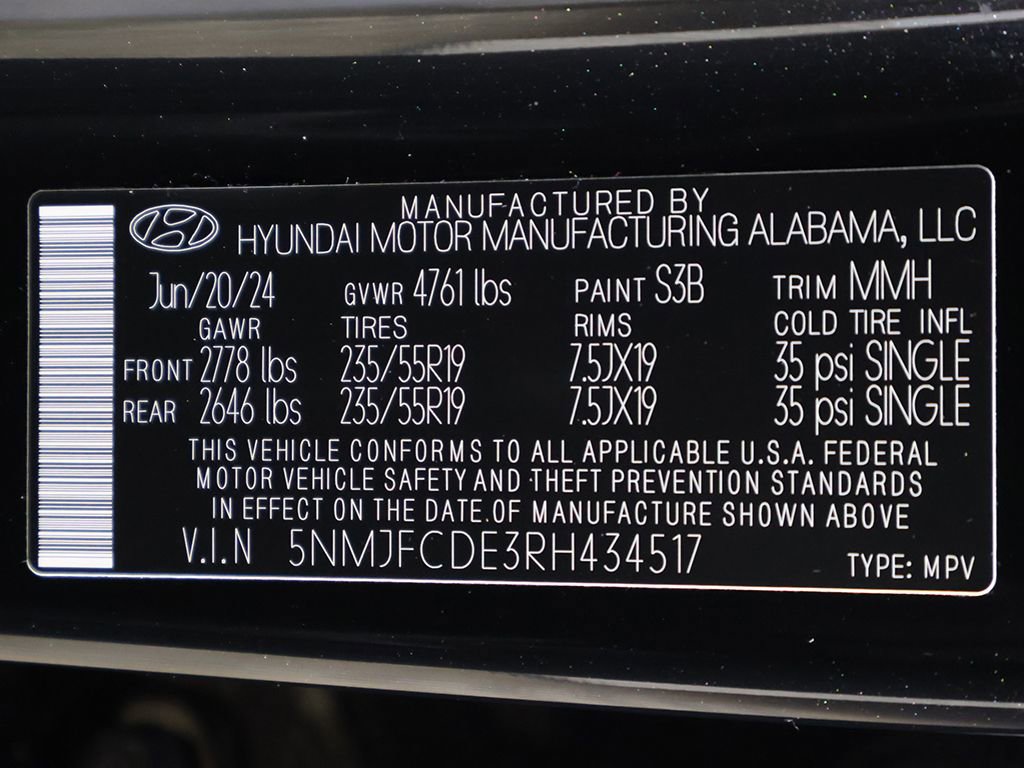 MANUFACTURED BY
HYUNDAI MOTOR MANUFACTURING ALABAMA, LLC
Jun/20/24 GVWR 4761 lbs PAINT S3B TRIM MMH
GAWR TIRES RIMS COLD TIRE INFL
FRONT 2778 lbs 235/55R19 7.5JX19 35 psi SINGLE
REAR 2646 lbs 235/55R19 7.5JX19 35 psi SINGLE
THIS VEHICLE CONFORMS TO ALL APPLICABLE U.S.A. FEDERAL
MOTOR VEHICLE SAFETY AND THEFT PREVENTION STANDARDS
IN EFFECT ON THE DATE OF MANUFACTURE SHOWN ABOVE
V.I.N 5NMJFCDE3RH434517 TYPE: MPV